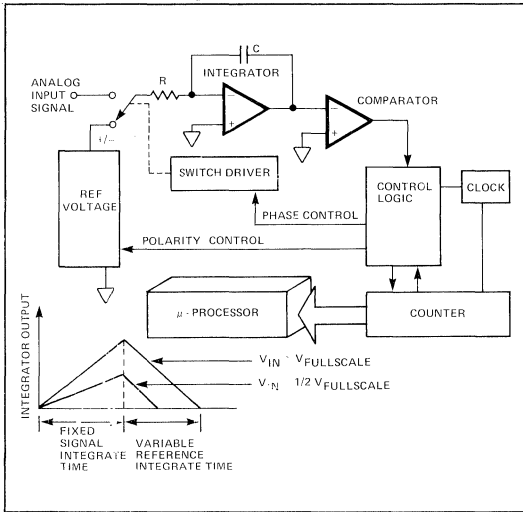 C
R
INTEGRATOR
ANALOG
INPUT
SIGNAL
COMPARATOR
+/−
−
+
−
+
REF
VOLTAGE
SWITCH DRIVER
CONTROL
LOGIC
CLOCK
PHASE CONTROL
POLARITY CONTROL
μ-PROCESSOR
COUNTER
INTEGRATOR OUTPUT
VIN VFULLSCALE
V·N 1/2 VFULLSCALE
FIXED
SIGNAL
INTEGRATE
TIME
VARIABLE
REFERENCE
INTEGRATE TIME